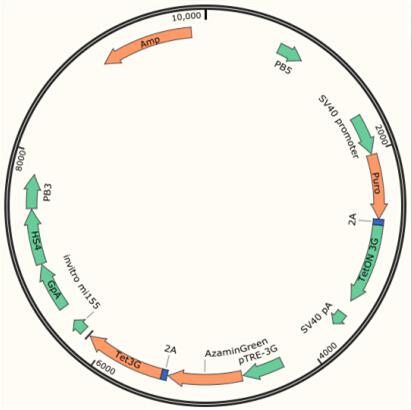 10,000
Amp
PB5
SV40 promoter
2000
Puro
2A
TetON 3G
SV40 pA
4000
pTRE-3G
AzaminGreen
2A
Tet3G
6000
invitro mi155
GpA
HS4
PB3
8000